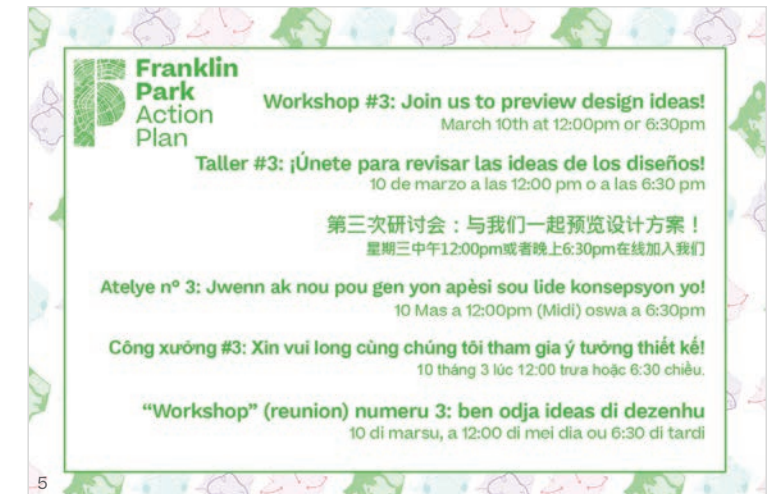 Franklin
Park
Action
Plan
Workshop #3: Join us to preview design ideas!
March 10th at 12:00pm or 6:30pm
Taller #3: ¡Únete para revisar las ideas de los diseños!
10 de marzo a las 12:00 pm o a las 6:30 pm
第三次研讨会：与我们一起预览设计方案！
星期三中午12:00pm或者晚上6:30pm在线加入我们
Atelye nº 3: Jwenn ak nou pou gen yon apèsi sou lide konsepsyon yo!
10 Mas a 12:00pm (Midi) oswa a 6:30pm
Công xưởng #3: Xin vui long cùng chúng tôi tham gia ý tưởng thiết kế!
10 tháng 3 lúc 12:00 trưa hoặc 6:30 chiều.
“Workshop” (reunion) numeru 3: ben odja ideas di dezenhu
10 di marsu, a 12:00 di mei dia ou 6:30 di tardi
5